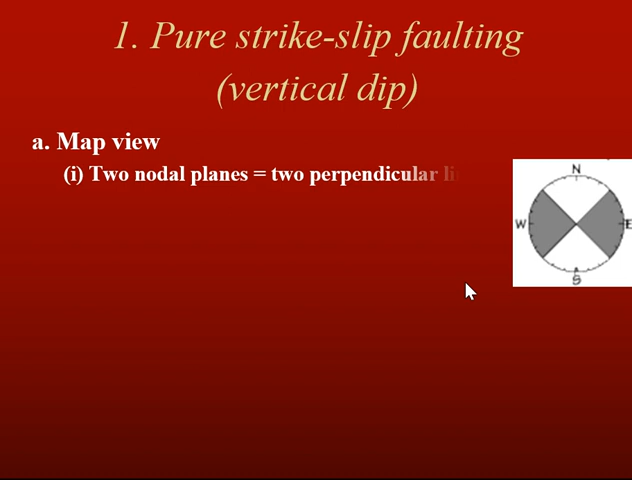 1. Pure strike-slip faulting
(vertical dip)
a. Map view
(i) Two nodal planes = two perpendicular
N
W
E
S